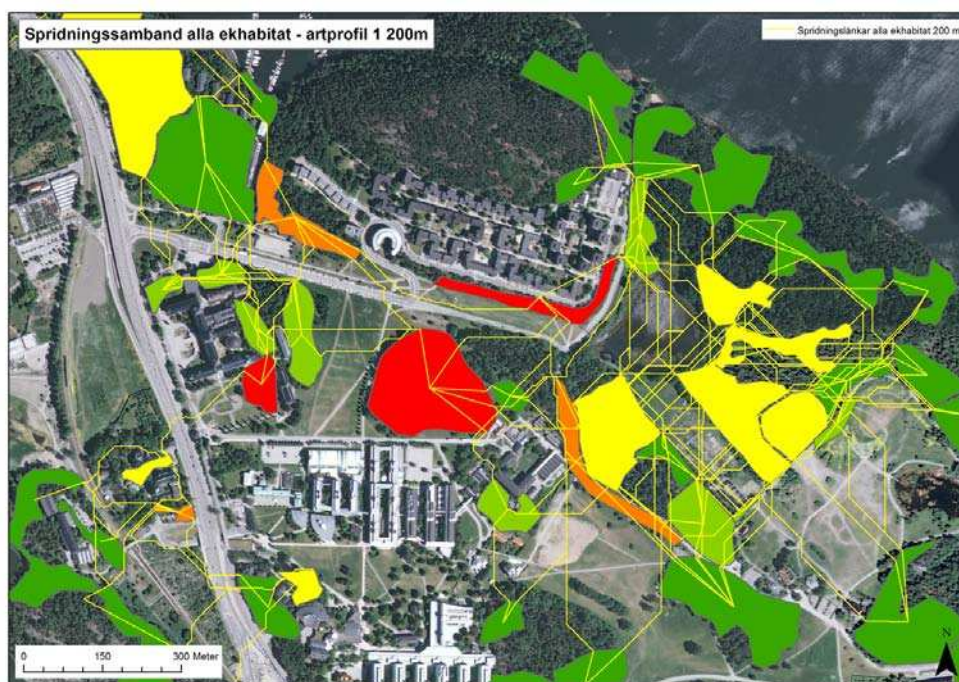 Spridningssamband alla ekhabitat - artprofil 1 200m
Spridningslänkar alla ekhabitat 200 m
N
0 150 300 Meter